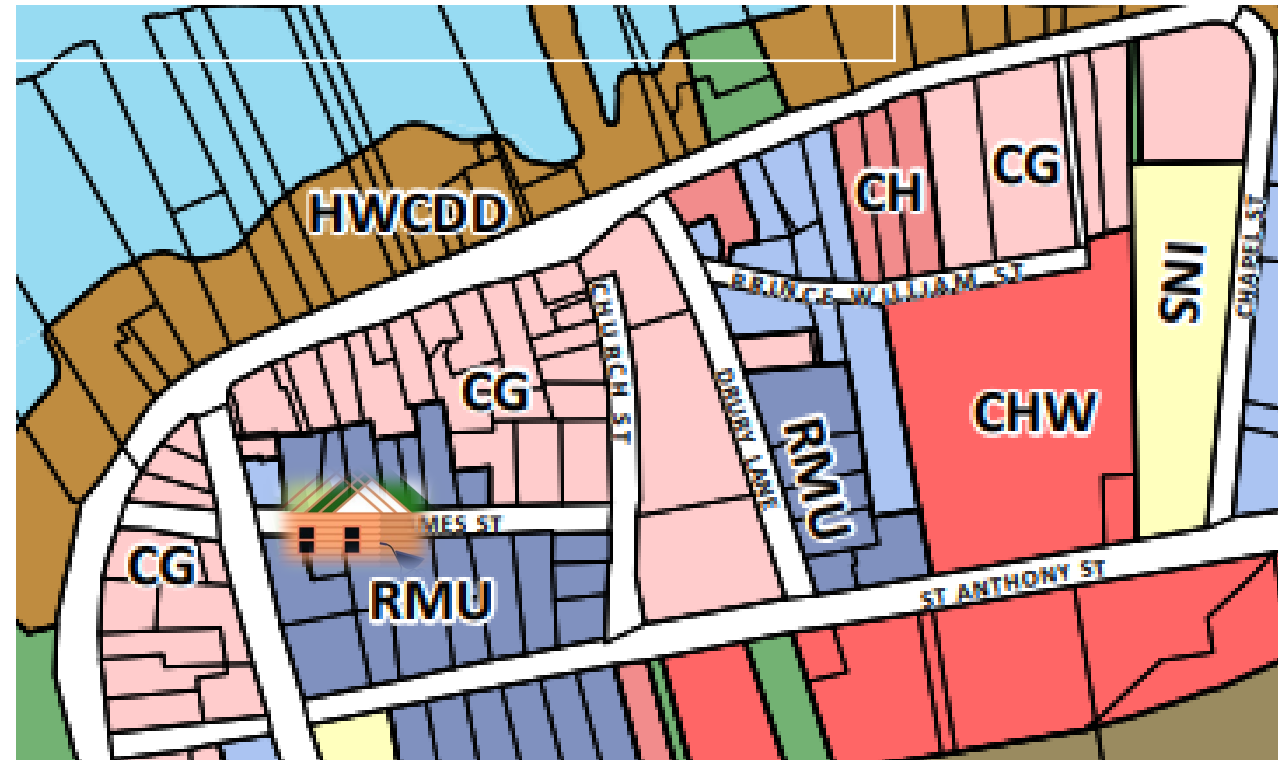 HWCDD
CH
CG
SNI
CHAPEL ST
PRINCE WILLIAM ST
CG
CHURCH ST
CHW
DRURY LANE
RMU
MES ST
CG
RMU
ST ANTHONY ST